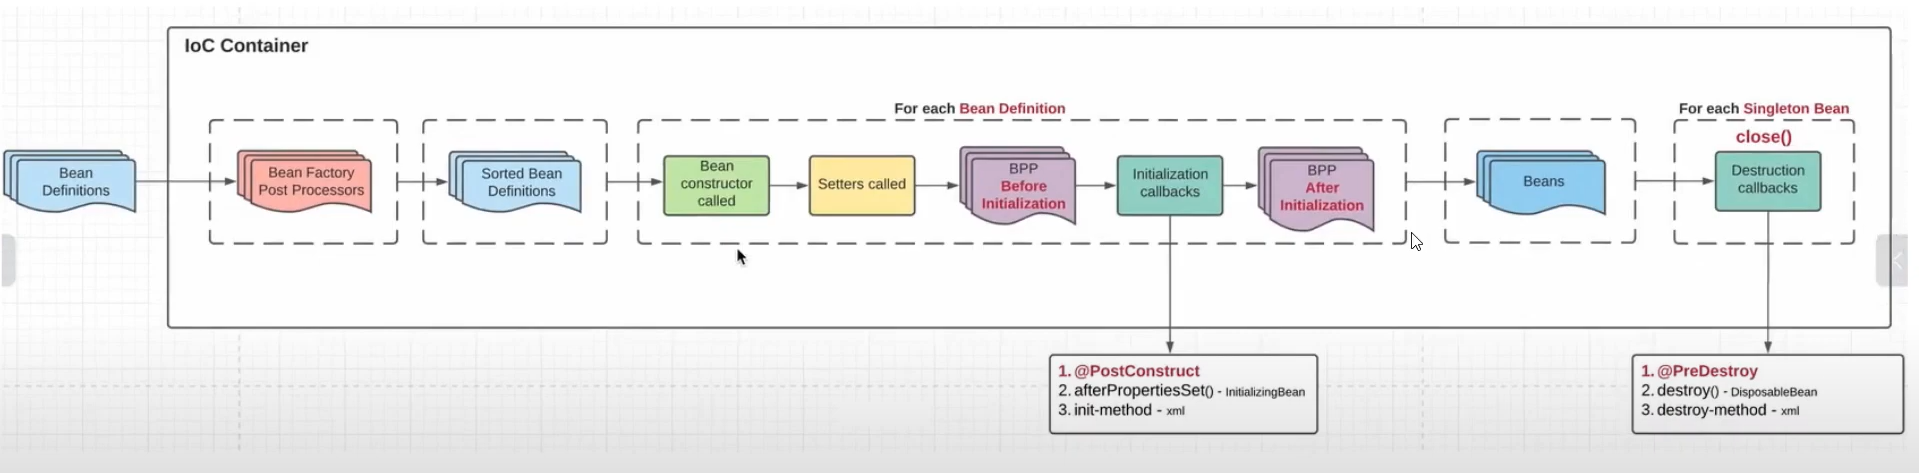 IoC Container
For each Bean Definition
For each Singleton Bean
close()
Bean
Definitions
Bean Factory
Post Processors
Sorted Bean
Definitions
Bean
constructor
called
Setters called
BPP
Before
Initialization
Initialization
callbacks
BPP
After
Initialization
Beans
Destruction
callbacks
1. @PostConstruct
2. afterPropertiesSet() - InitializingBean
3. init-method - xml
1. @PreDestroy
2. destroy() - DisposableBean
3. destroy-method - xml